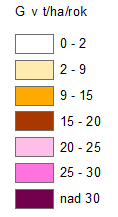 G v t/ha/rok
0 - 2
2 - 9
9 - 15
15 - 20
20 - 25
25 - 30
nad 30